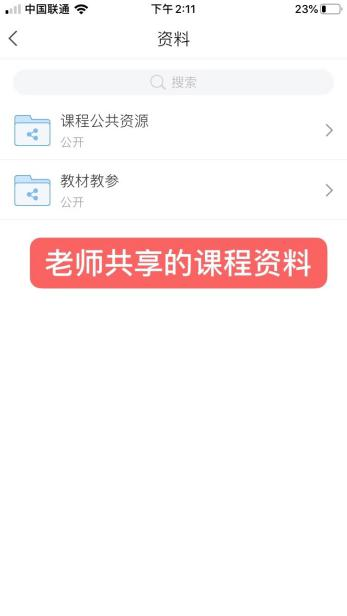 中国联通 下午2:11 23%
资料
搜索
课程公共资源
公开
教材教参
公开
老师共享的课程资料